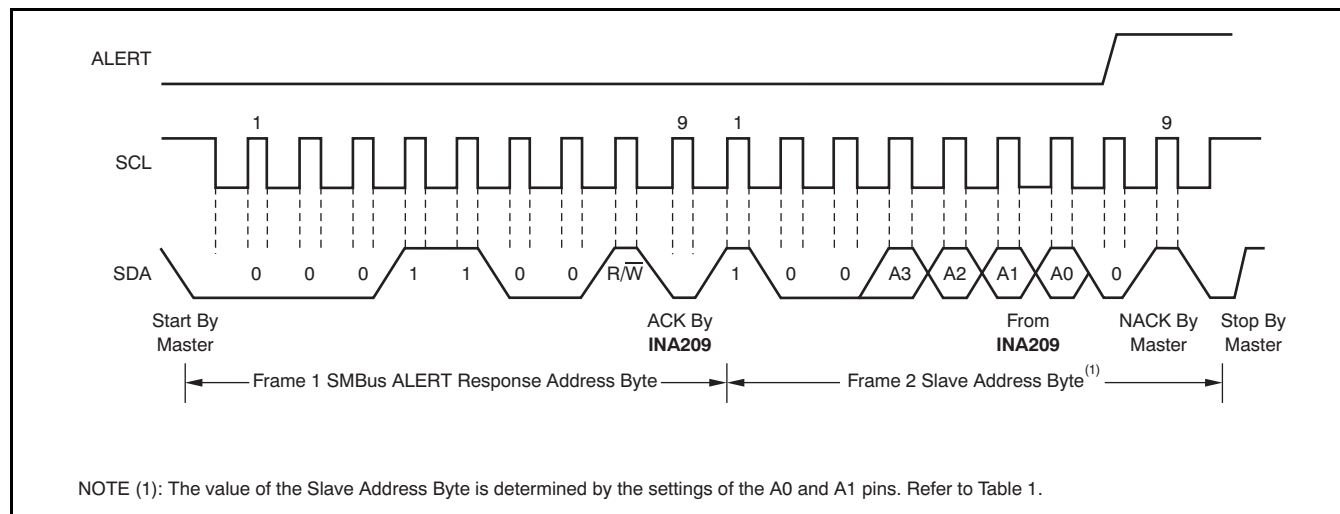 ALERT
1 9 1 9
SCL
SDA 0 0 0 1 1 0 0 R/W̅ 1 0 0 A3 A2 A1 A0 0
Start By Master
ACK By INA209
From INA209
NACK By Master
Stop By Master
Frame 1 SMBus ALERT Response Address Byte
Frame 2 Slave Address Byte(1)
NOTE (1): The value of the Slave Address Byte is determined by the settings of the A0 and A1 pins. Refer to Table 1.